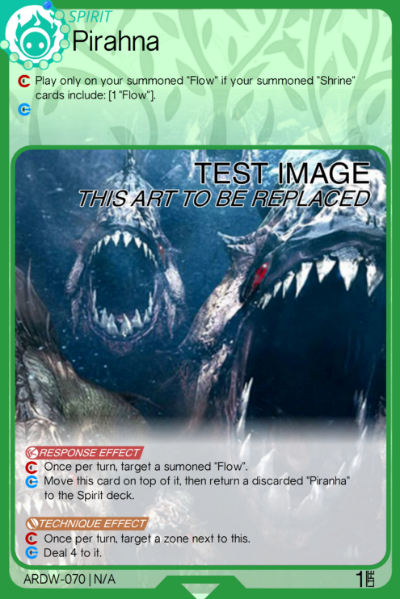 SPIRIT
Pirahna
C Play only on your summoned "Flow" if your summoned "Shrine"
cards include: [1 "Flow"].
TEST IMAGE
THIS ART TO BE REPLACED
RESPONSE EFFECT
C Once per turn, target a sumoned "Flow".
E Move this card on top of it, then return a discarded "Piranha"
to the Spirit deck.
TECHNIQUE EFFECT
C Once per turn, target a zone next to this.
E Deal 4 to it.
ARDW-070 | N/A
1 LIFE